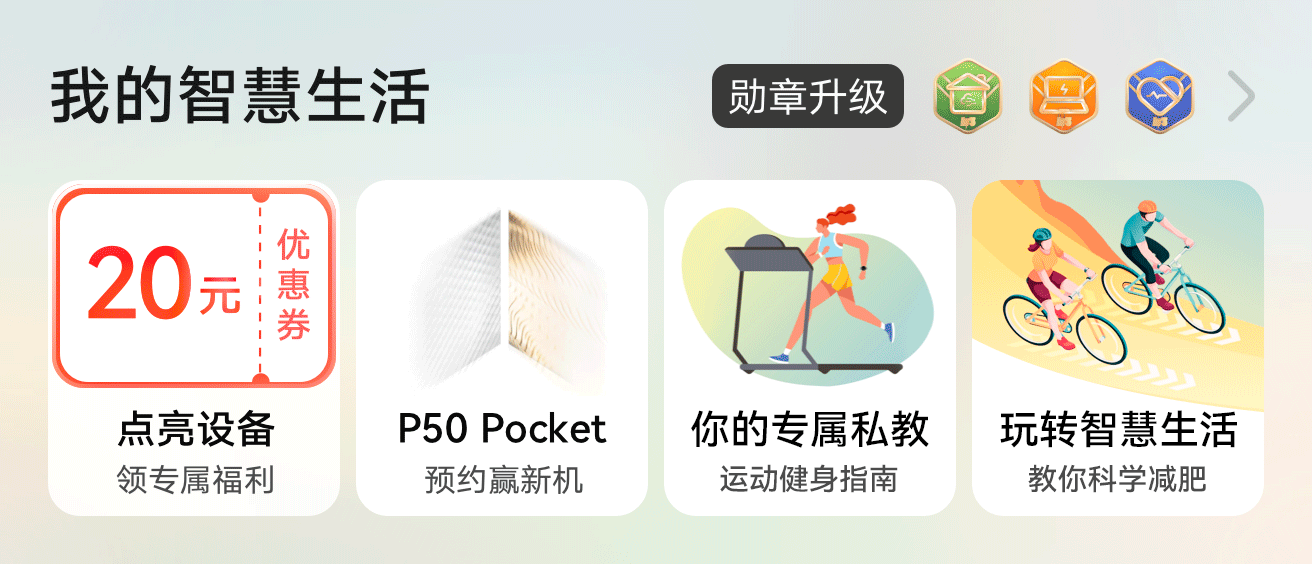 我的智慧生活
勋章升级
20元
优惠券
点亮设备
领专属福利
P50 Pocket
预约赢新机
你的专属私教
运动健身指南
玩转智慧生活
教你科学减肥